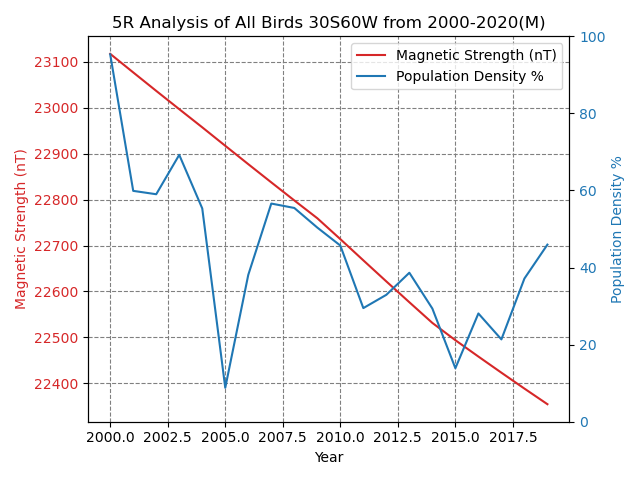 5R Analysis of All Birds 30S60W from 2000-2020(M)
Magnetic Strength (nT)
Population Density %
23100
23000
22900
22800
22700
22600
22500
22400
Magnetic Strength (nT)
100
80
60
40
20
0
Population Density %
2000.0 2002.5 2005.0 2007.5 2010.0 2012.5 2015.0 2017.5
Year